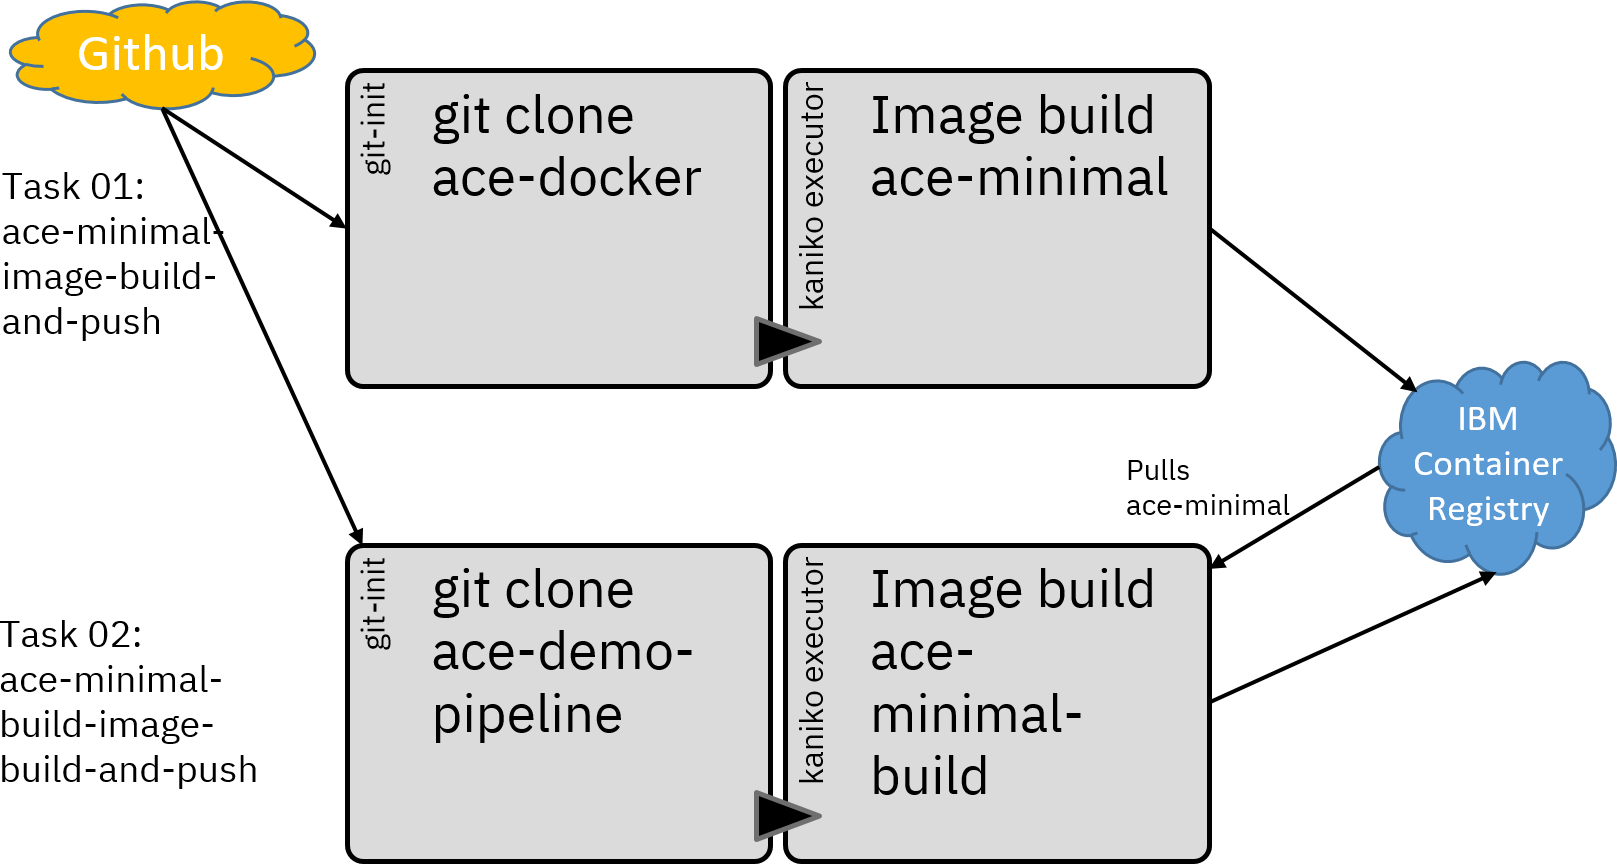 Github
Task 01:
ace-minimal-
image-build-
and-push
git-init
git clone
ace-docker
kaniko executor
Image build
ace-minimal
IBM
Container
Registry
Pulls
ace-minimal
Task 02:
ace-minimal-
build-image-
build-and-push
git-init
git clone
ace-demo-
pipeline
kaniko executor
Image build
ace-
minimal-
build